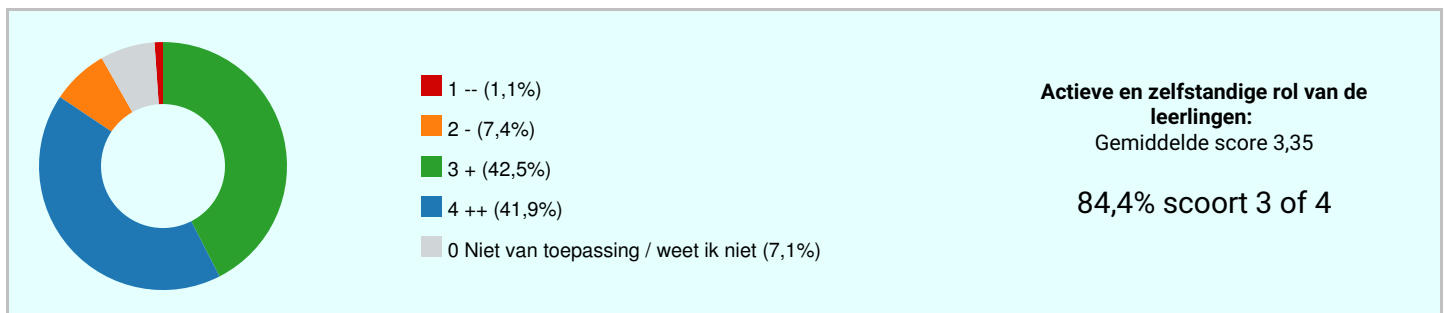 1 -- (1,1%)
2 - (7,4%)
3 + (42,5%)
4 ++ (41,9%)
0 Niet van toepassing / weet ik niet (7,1%)
Actieve en zelfstandige rol van de
leerlingen:
Gemiddelde score 3,35
84,4% scoort 3 of 4